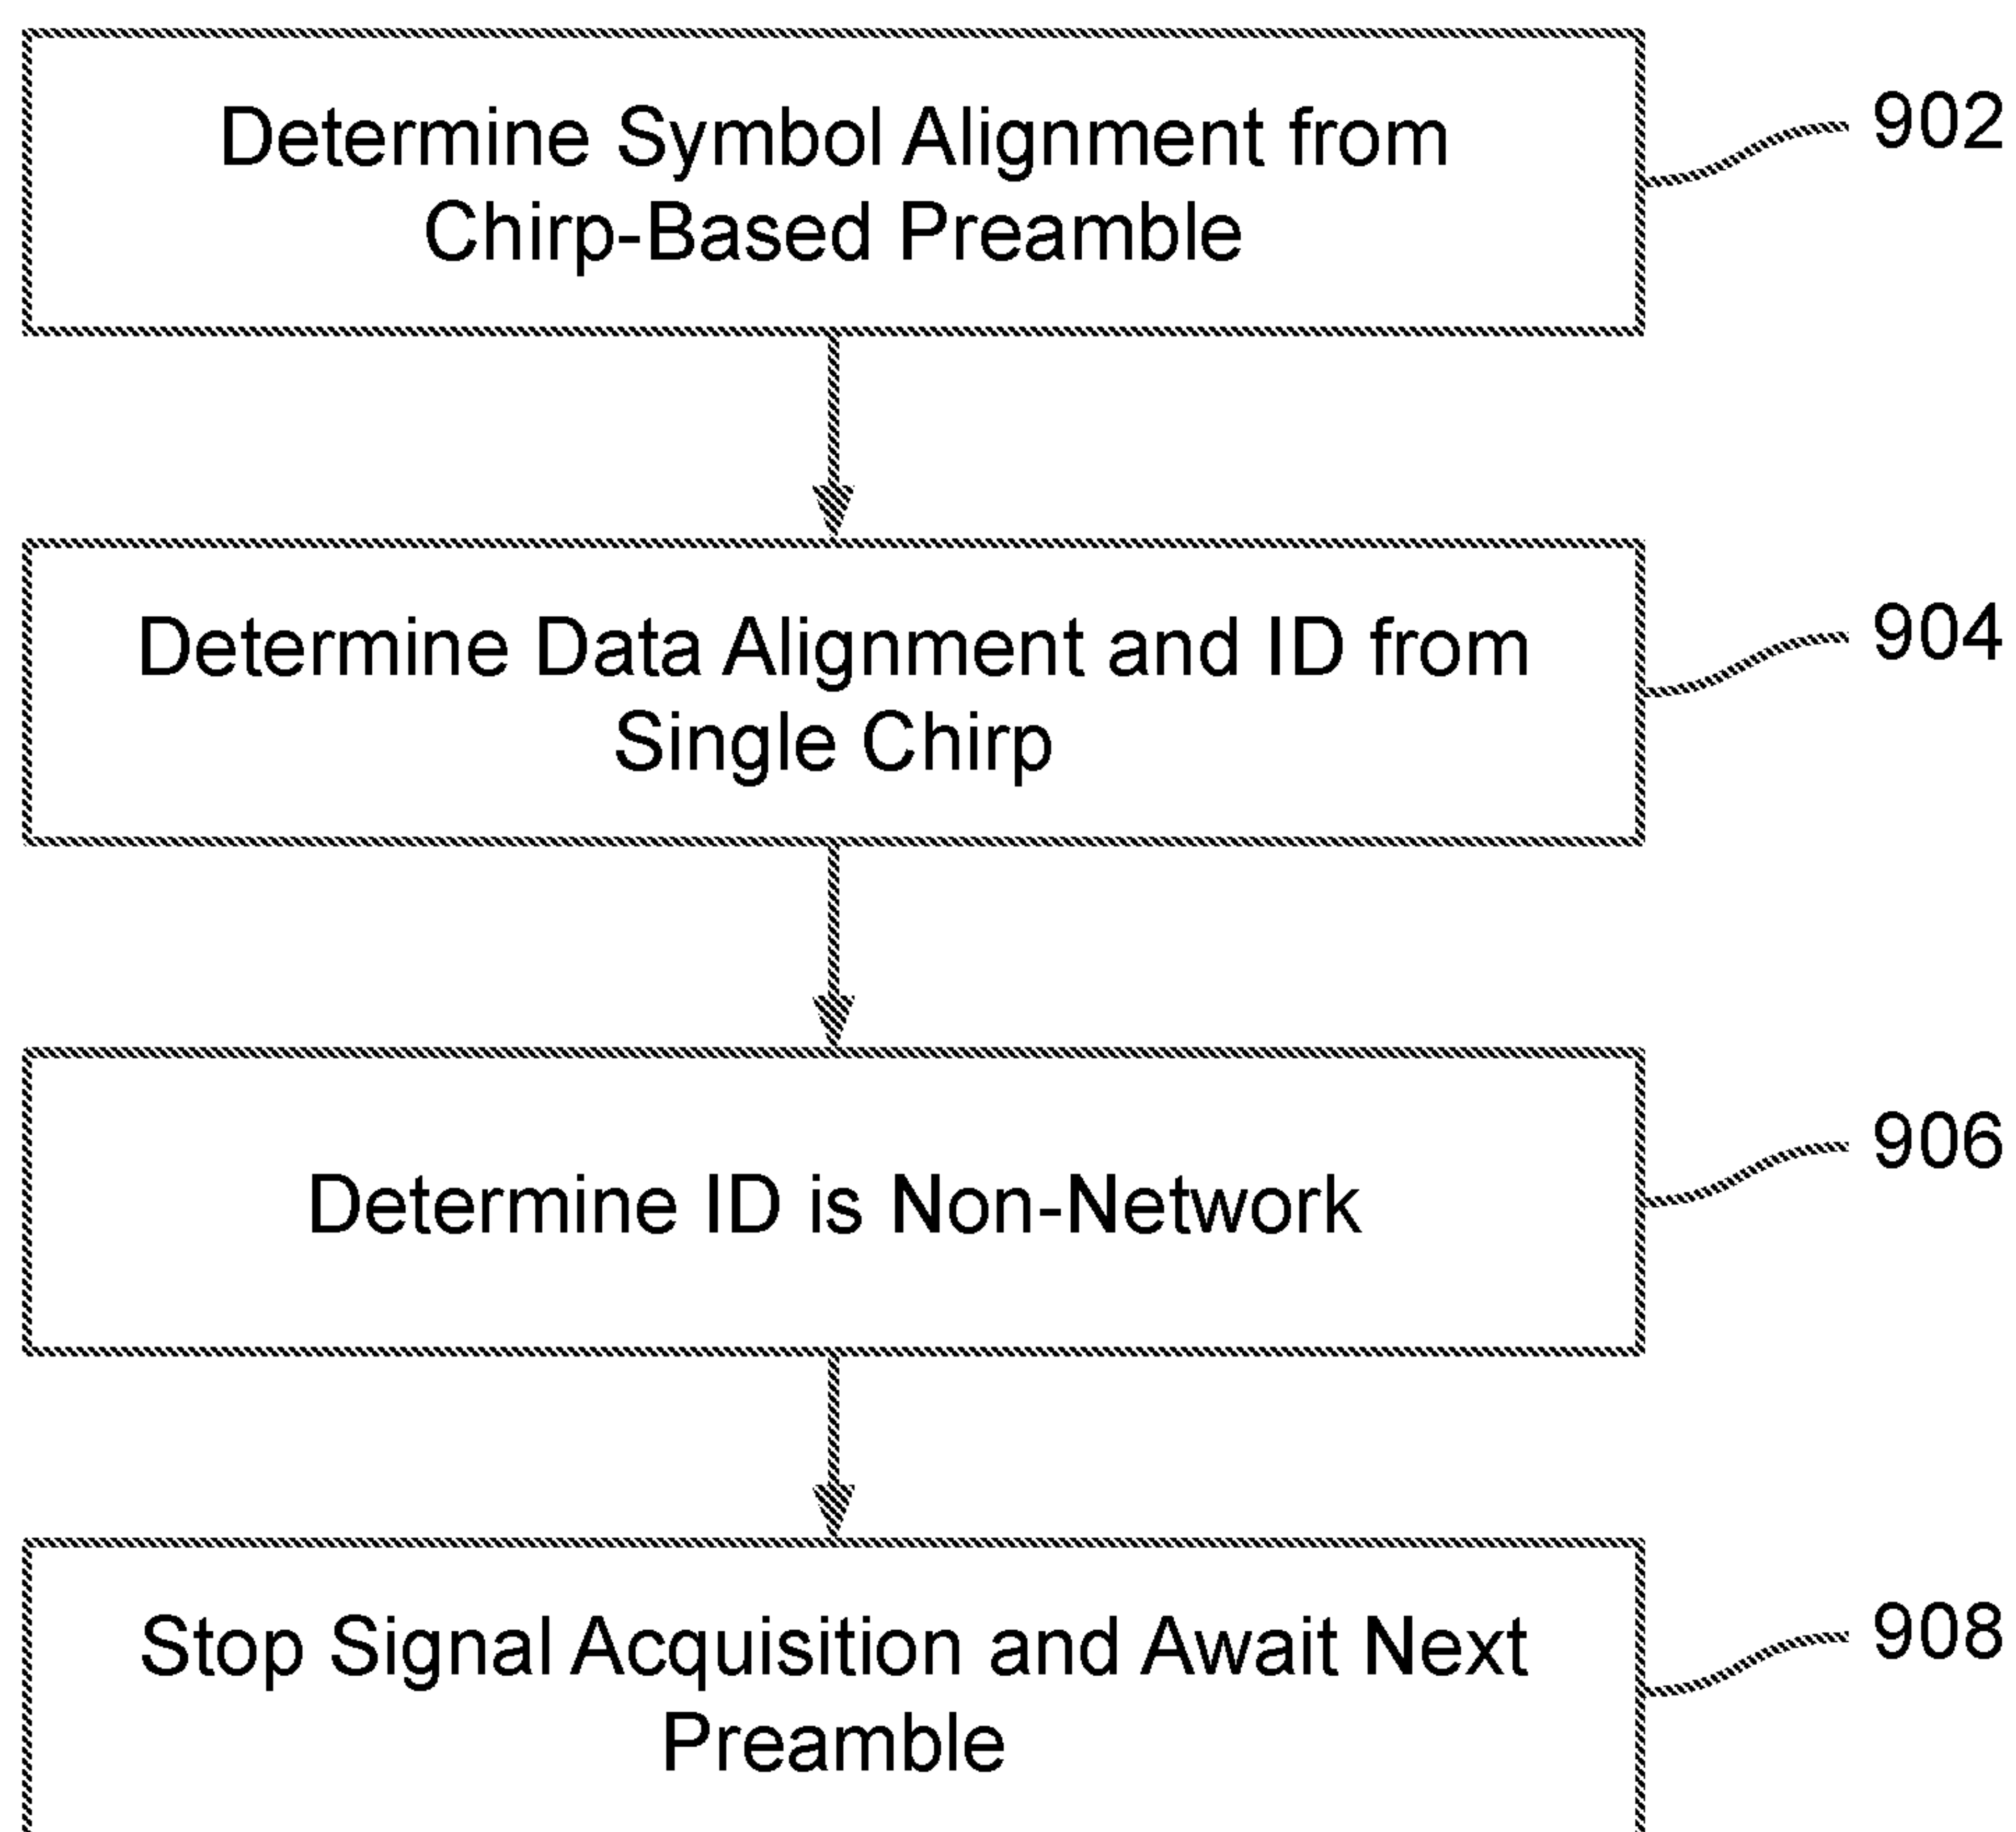 Determine Symbol Alignment from
Chirp-Based Preamble
902
Determine Data Alignment and ID from
Single Chirp
904
Determine ID is Non-Network
906
Stop Signal Acquisition and Await Next
Preamble
908